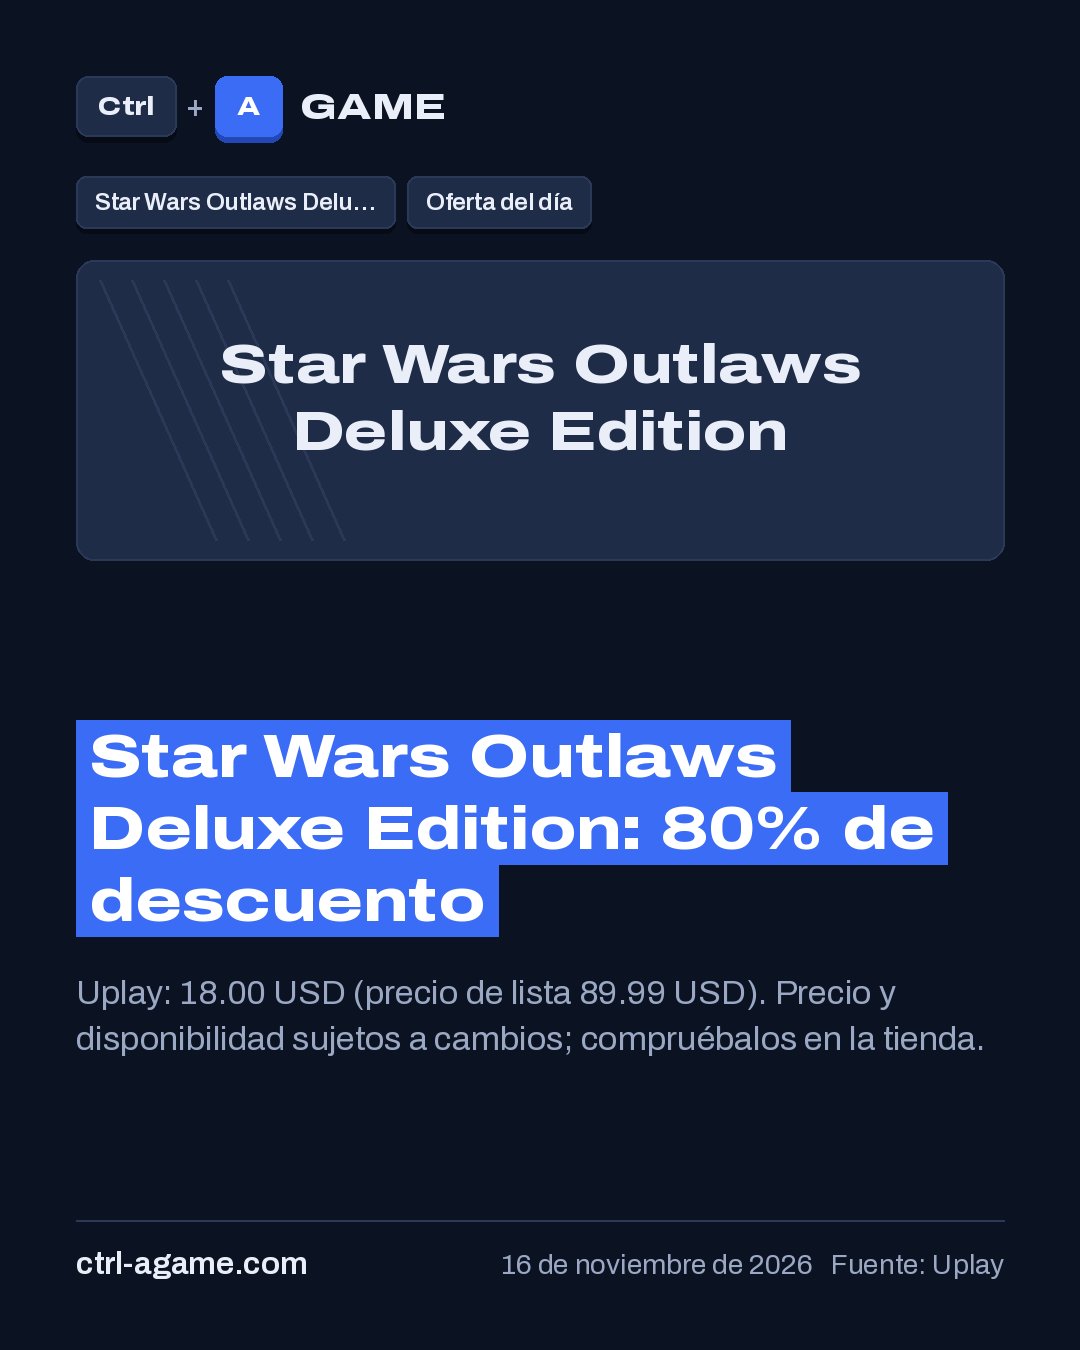 Ctrl + A GAME
Star Wars Outlaws Delu... Oferta del día
Star Wars Outlaws
Deluxe Edition
Star Wars Outlaws
Deluxe Edition: 80% de
descuento
Uplay: 18.00 USD (precio de lista 89.99 USD). Precio y
disponibilidad sujetos a cambios; compruébalos en la tienda.
ctrl-agame.com 16 de noviembre de 2026 Fuente: Uplay